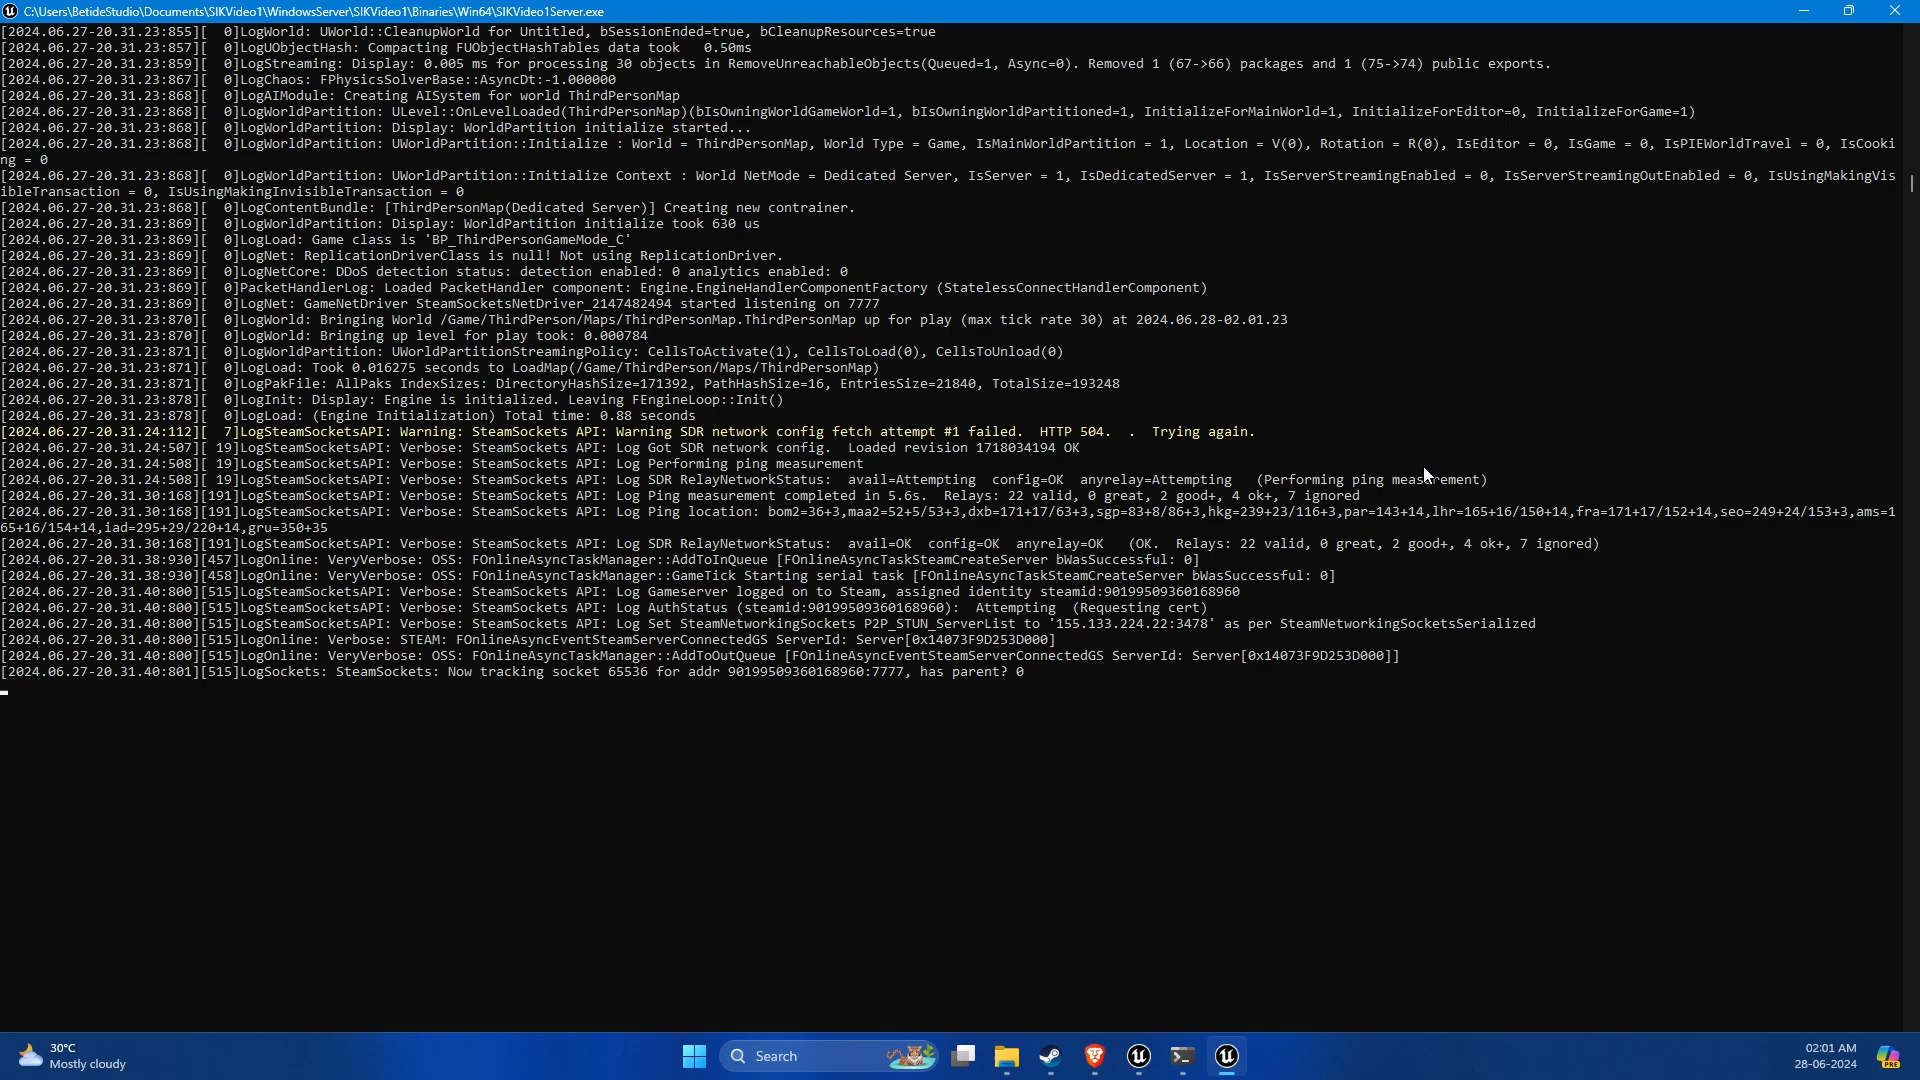 C:\Users\BetideStudio\Documents\SIKVideo1\WindowsServer\SIKVideo1\Binaries\Win64\SIKVideo1Server.exe
[2024.06.27-20.31.23:855][  0]LogWorld: UWorld::CleanupWorld for Untitled, bSessionEnded=true, bCleanupResources=true
[2024.06.27-20.31.23:857][  0]LogUObjectHash: Compacting FUObjectHashTables data took   0.50ms
[2024.06.27-20.31.23:859][  0]LogStreaming: Display: 0.005 ms for processing 30 objects in RemoveUnreachableObjects(Queued=1, Async=0). Removed 1 (67->66) packages and 1 (75->74) public exports.
[2024.06.27-20.31.23:867][  0]LogChaos: FPhysicsSolverBase::AsyncDt:-1.000000
[2024.06.27-20.31.23:868][  0]LogAIModule: Creating AISystem for world ThirdPersonMap
[2024.06.27-20.31.23:868][  0]LogWorldPartition: ULevel::OnLevelLoaded(ThirdPersonMap)(bIsOwningWorldGameWorld=1, bIsOwningWorldPartitioned=1, InitializeForMainWorld=1, InitializeForEditor=0, InitializeForGame=1)
[2024.06.27-20.31.23:868][  0]LogWorldPartition: Display: WorldPartition initialize started...
[2024.06.27-20.31.23:868][  0]LogWorldPartition: UWorldPartition::Initialize : World = ThirdPersonMap, World Type = Game, IsMainWorldPartition = 1, Location = V(0), Rotation = R(0), IsEditor = 0, IsGame = 0, IsPIEWorldTravel = 0, IsCooki
ng = 0
[2024.06.27-20.31.23:868][  0]LogWorldPartition: UWorldPartition::Initialize Context : World NetMode = Dedicated Server, IsServer = 1, IsDedicatedServer = 1, IsServerStreamingEnabled = 0, IsServerStreamingOutEnabled = 0, IsUsingMakingVis
ibleTransaction = 0, IsUsingMakingInvisibleTransaction = 0
[2024.06.27-20.31.23:868][  0]LogContentBundle: [ThirdPersonMap(Dedicated Server)] Creating new contrainer.
[2024.06.27-20.31.23:869][  0]LogWorldPartition: Display: WorldPartition initialize took 630 us
[2024.06.27-20.31.23:869][  0]LogLoad: Game class is 'BP_ThirdPersonGameMode_C'
[2024.06.27-20.31.23:869][  0]LogNet: ReplicationDriverClass is null! Not using ReplicationDriver.
[2024.06.27-20.31.23:869][  0]LogNetCore: DDoS detection status: detection enabled: 0 analytics enabled: 0
[2024.06.27-20.31.23:869][  0]PacketHandlerLog: Loaded PacketHandler component: Engine.EngineHandlerComponentFactory (StatelessConnectHandlerComponent)
[2024.06.27-20.31.23:869][  0]LogNet: GameNetDriver SteamSocketsNetDriver_2147482494 started listening on 7777
[2024.06.27-20.31.23:870][  0]LogWorld: Bringing World /Game/ThirdPerson/Maps/ThirdPersonMap.ThirdPersonMap up for play (max tick rate 30) at 2024.06.28-02.01.23
[2024.06.27-20.31.23:870][  0]LogWorld: Bringing up level for play took: 0.000784
[2024.06.27-20.31.23:871][  0]LogWorldPartition: UWorldPartitionStreamingPolicy: CellsToActivate(1), CellsToLoad(0), CellsToUnload(0)
[2024.06.27-20.31.23:871][  0]LogLoad: Took 0.016275 seconds to LoadMap(/Game/ThirdPerson/Maps/ThirdPersonMap)
[2024.06.27-20.31.23:871][  0]LogPakFile: AllPaks IndexSizes: DirectoryHashSize=171392, PathHashSize=16, EntriesSize=21840, TotalSize=193248
[2024.06.27-20.31.23:878][  0]LogInit: Display: Engine is initialized. Leaving FEngineLoop::Init()
[2024.06.27-20.31.23:878][  0]LogLoad: (Engine Initialization) Total time: 0.88 seconds
[2024.06.27-20.31.24:112][  7]LogSteamSocketsAPI: Warning: SteamSockets API: Warning SDR network config fetch attempt #1 failed.  HTTP 504.  .  Trying again.
[2024.06.27-20.31.24:507][ 19]LogSteamSocketsAPI: Verbose: SteamSockets API: Log Got SDR network config.  Loaded revision 1718034194 OK
[2024.06.27-20.31.24:508][ 19]LogSteamSocketsAPI: Verbose: SteamSockets API: Log Performing ping measurement
[2024.06.27-20.31.24:508][ 19]LogSteamSocketsAPI: Verbose: SteamSockets API: Log SDR RelayNetworkStatus:  avail=Attempting  config=OK  anyrelay=Attempting   (Performing ping measurement)
[2024.06.27-20.31.30:168][191]LogSteamSocketsAPI: Verbose: SteamSockets API: Log Ping measurement completed in 5.6s.  Relays: 22 valid, 0 great, 2 good+, 4 ok+, 7 ignored
[2024.06.27-20.31.30:168][191]LogSteamSocketsAPI: Verbose: SteamSockets API: Log Ping location: bom2=36+3,maa2=52+5/53+3,dxb=171+17/63+3,sgp=83+8/86+3,hkg=239+23/116+3,par=143+14,lhr=165+16/150+14,fra=171+17/152+14,seo=249+24/153+3,ams=1
65+16/154+14,iad=295+29/220+14,gru=350+35
[2024.06.27-20.31.30:168][191]LogSteamSocketsAPI: Verbose: SteamSockets API: Log SDR RelayNetworkStatus:  avail=OK  config=OK  anyrelay=OK   (OK.  Relays: 22 valid, 0 great, 2 good+, 4 ok+, 7 ignored)
[2024.06.27-20.31.38:930][457]LogOnline: VeryVerbose: OSS: FOnlineAsyncTaskManager::AddToInQueue [FOnlineAsyncTaskSteamCreateServer bWasSuccessful: 0]
[2024.06.27-20.31.38:930][458]LogOnline: VeryVerbose: OSS: FOnlineAsyncTaskManager::GameTick Starting serial task [FOnlineAsyncTaskSteamCreateServer bWasSuccessful: 0]
[2024.06.27-20.31.40:800][515]LogSteamSocketsAPI: Verbose: SteamSockets API: Log Gameserver logged on to Steam, assigned identity steamid:90199509360168960
[2024.06.27-20.31.40:800][515]LogSteamSocketsAPI: Verbose: SteamSockets API: Log AuthStatus (steamid:90199509360168960):  Attempting  (Requesting cert)
[2024.06.27-20.31.40:800][515]LogSteamSocketsAPI: Verbose: SteamSockets API: Log Set SteamNetworkingSockets P2P_STUN_ServerList to '155.133.224.22:3478' as per SteamNetworkingSocketsSerialized
[2024.06.27-20.31.40:800][515]LogOnline: Verbose: STEAM: FOnlineAsyncEventSteamServerConnectedGS ServerId: Server[0x14073F9D253D000]
[2024.06.27-20.31.40:800][515]LogOnline: VeryVerbose: OSS: FOnlineAsyncTaskManager::AddToOutQueue [FOnlineAsyncEventSteamServerConnectedGS ServerId: Server[0x14073F9D253D000]]
[2024.06.27-20.31.40:801][515]LogSockets: SteamSockets: Now tracking socket 65536 for addr 90199509360168960:7777, has parent? 0
30°C
Mostly cloudy
Search
02:01 AM
28-06-2024
PRE